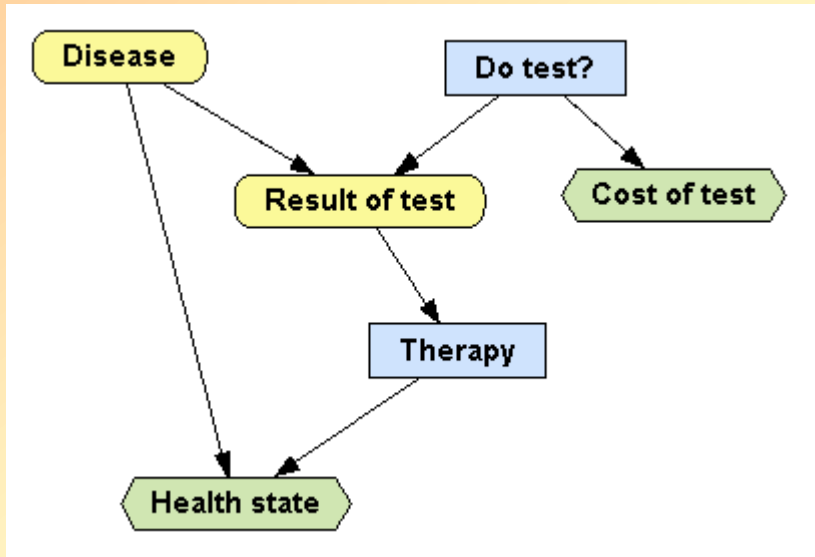 Disease
Do test?
Result of test
Cost of test
Therapy
Health state